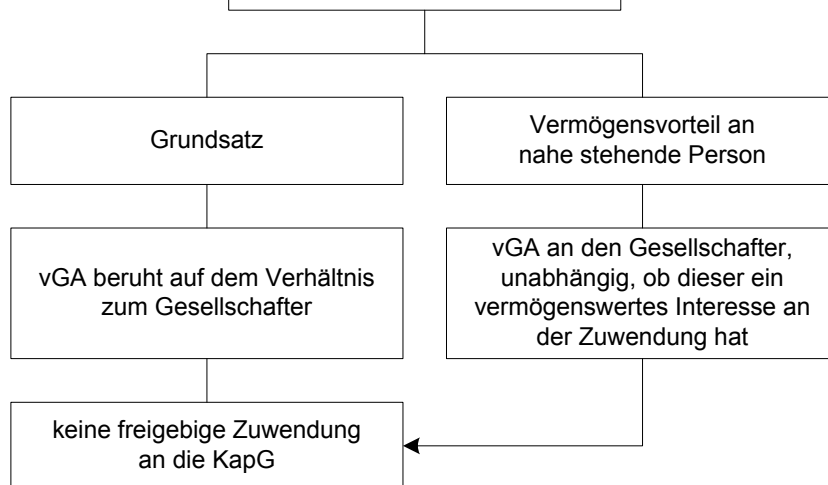 Grundsatz
Vermögensvorteil an
nahe stehende Person
vGA beruht auf dem Verhältnis
zum Gesellschafter
vGA an den Gesellschafter,
unabhängig, ob dieser ein
vermögenswertes Interesse an
der Zuwendung hat
keine freigebige Zuwendung
an die KapG